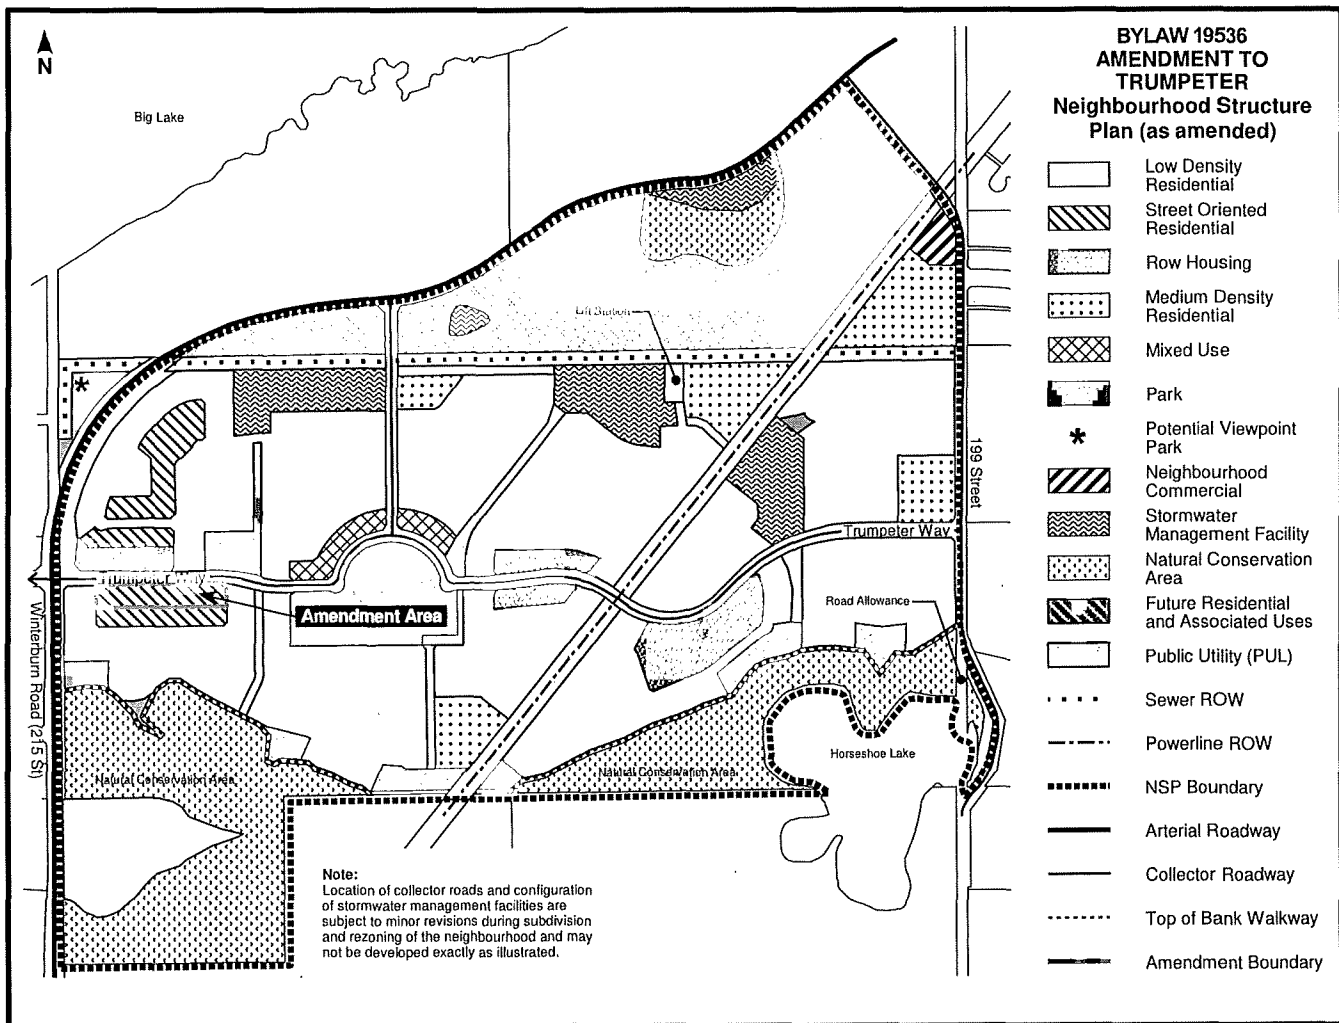 N
Big Lake
Lift Station
199 Street
Trumpeter Way
Road Allowance
Trumpeter Way
Amendment Area
Winterburn Road (215 St)
Natural Conservation Area
Natural Conservation Area
Horseshoe Lake
Note:
Location of collector roads and configuration
of stormwater management facilities are
subject to minor revisions during subdivision
and rezoning of the neighbourhood and may
not be developed exactly as illustrated.
BYLAW 19536
AMENDMENT TO
TRUMPETER
Neighbourhood Structure
Plan (as amended)
Low Density
Residential
Street Oriented
Residential
Row Housing
Medium Density
Residential
Mixed Use
Park
Potential Viewpoint
Park
Neighbourhood
Commercial
Stormwater
Management Facility
Natural Conservation
Area
Future Residential
and Associated Uses
Public Utility (PUL)
Sewer ROW
Powerline ROW
NSP Boundary
Arterial Roadway
Collector Roadway
Top of Bank Walkway
Amendment Boundary